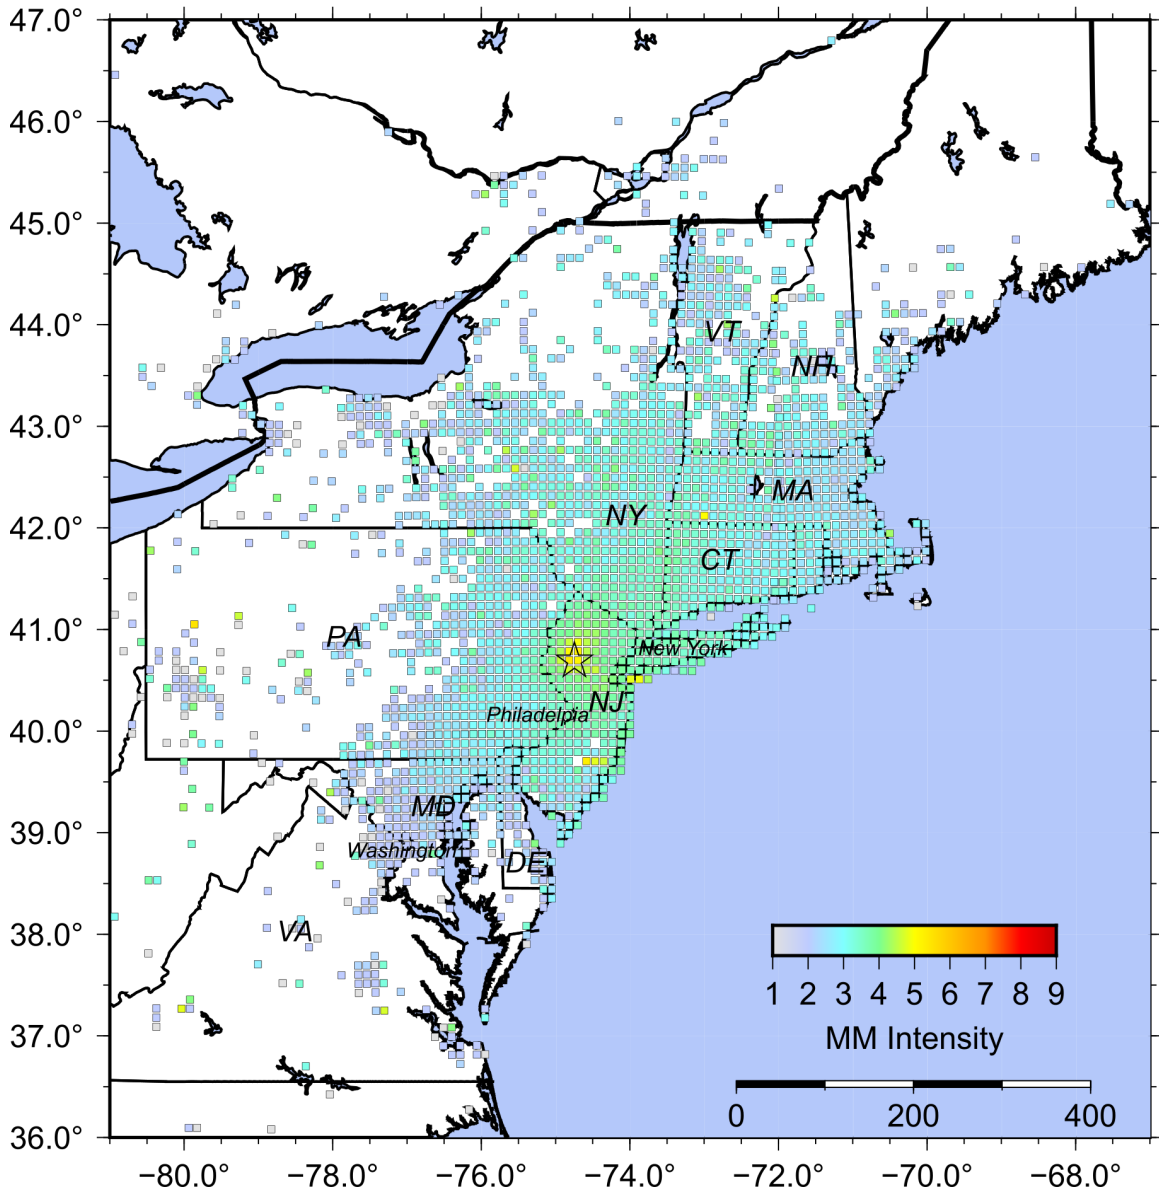 47.0°
46.0°
45.0°
44.0°
43.0°
42.0°
41.0°
40.0°
39.0°
38.0°
37.0°
36.0°
VT
NH
MA
NY
CT
PA
New York
NJ
Philadelpia
MD
Washington
DE
VA
1 2 3 4 5 6 7 8 9
MM Intensity
0 200 400
−80.0° −78.0° −76.0° −74.0° −72.0° −70.0° −68.0°